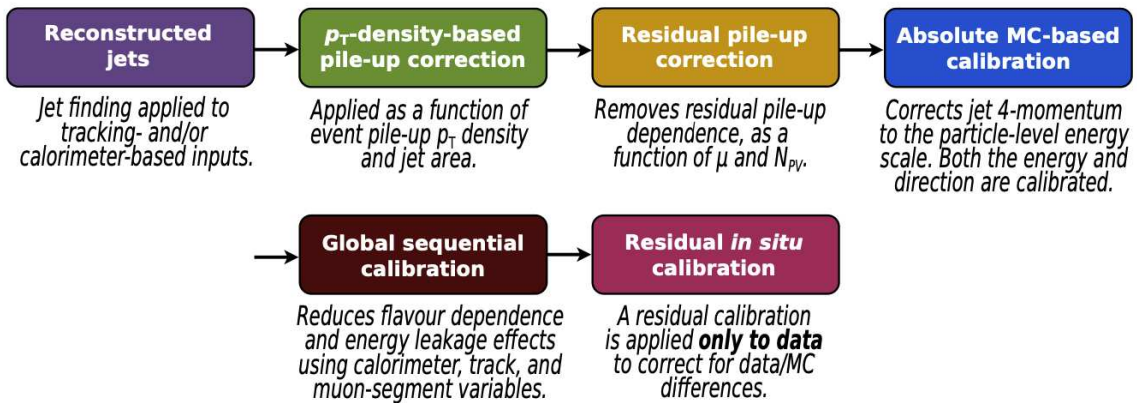 Reconstructed
jets
Jet finding applied to
tracking- and/or
calorimeter-based inputs.
pT-density-based
pile-up correction
Applied as a function of
event pile-up pT density
and jet area.
Residual pile-up
correction
Removes residual pile-up
dependence, as a
function of μ and NPV.
Absolute MC-based
calibration
Corrects jet 4-momentum
to the particle-level energy
scale. Both the energy and
direction are calibrated.
Global sequential
calibration
Reduces flavour dependence
and energy leakage effects
using calorimeter, track, and
muon-segment variables.
Residual in situ
calibration
A residual calibration
is applied only to data
to correct for data/MC
differences.